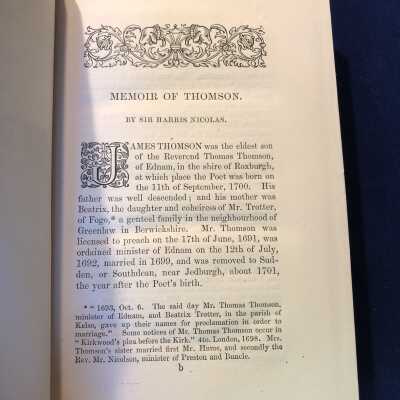 MEMOIR OF THOMSON.
BY SIR HARRIS NICOLAS.
JAMES THOMSON was the eldest son
of the Reverend Thomas Thomson,
of Ednam, in the shire of Roxburgh,
at which place the Poet was born on
the 11th of September, 1700. His
father was well descended; and his mother was
Beatrix, the daughter and coheiress of Mr. Trotter,
of Fogo,* a genteel family in the neighbourhood of
Greenlaw in Berwickshire. Mr. Thomson was
licensed to preach on the 17th of June, 1691, was
ordained minister of Ednam on the 12th of July,
1692, married in 1699, and was removed to Sud-
den, or Southdean, near Jedburgh, about 1701,
the year after the Poet's birth.
* "1693, Oct. 6. The said day Mr. Thomas Thomson,
minister of Ednam, and Beatrix Trotter, in the parish of
Kelso, gave up their names for proclamation in order to
marriage." Some notices of Mr. Thomas Thomson occur in
"Kirkwood's plea before the Kirk." 4to. London, 1698. Mrs.
Thomson's sister married first Mr. Hume, and secondly the
Rev. Mr. Nicolson, minister of Preston and Buncle.
b